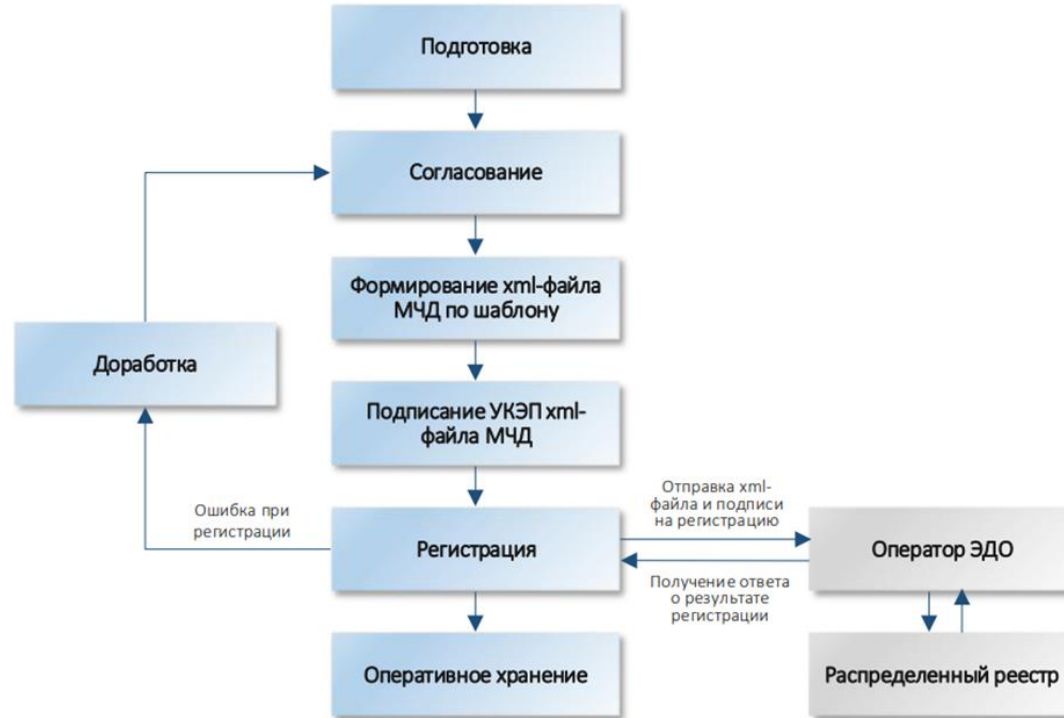 Подготовка
Согласование
Формирование xml-файла
МЧД по шаблону
Доработка
Подписание УКЭП xml-
файла МЧД
Ошибка при
регистрации
Отправка xml-
файла и подписи
на регистрацию
Регистрация
Оператор ЭДО
Получение ответа
о результате
регистрации
Оперативное хранение
Распределенный реестр